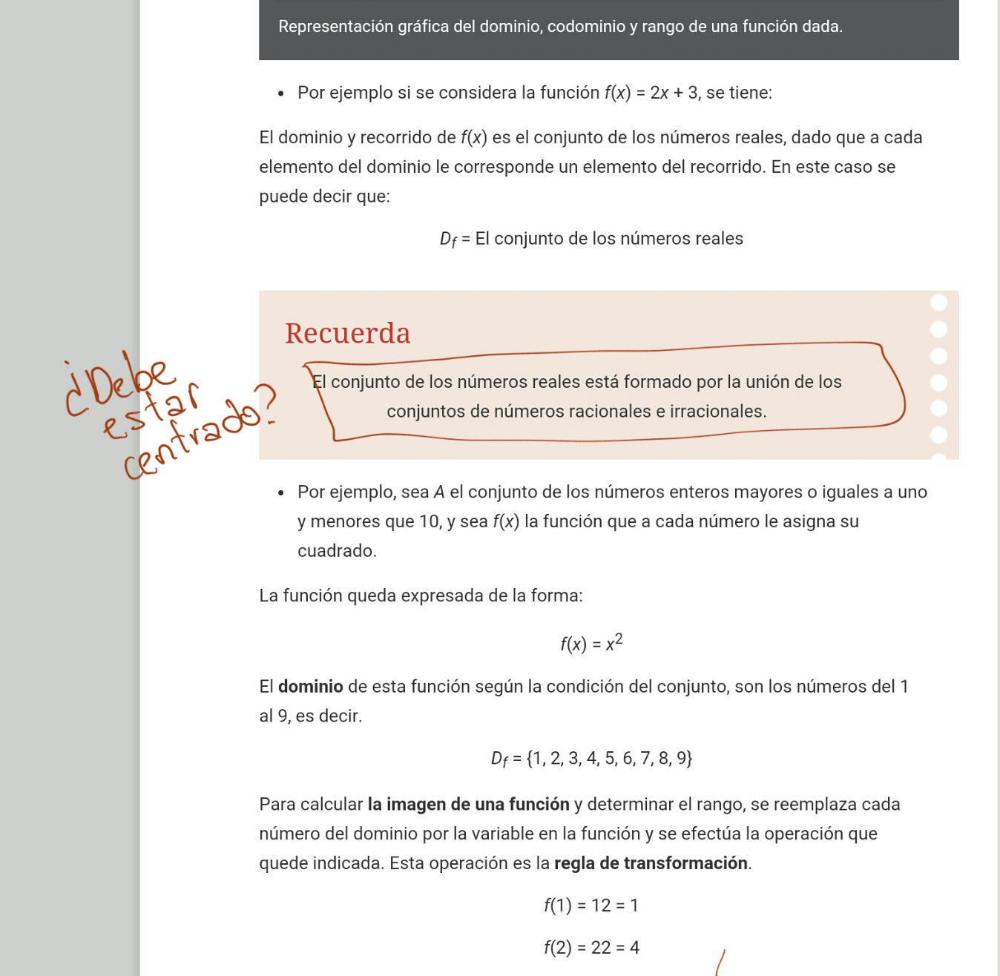 Representación gráfica del dominio, codominio y rango de una función dada.
• Por ejemplo si se considera la función f(x) = 2x + 3, se tiene:
El dominio y recorrido de f(x) es el conjunto de los números reales, dado que a cada
elemento del dominio le corresponde un elemento del recorrido. En este caso se
puede decir que:
Df = El conjunto de los números reales
Recuerda
El conjunto de los números reales está formado por la unión de los
conjuntos de números racionales e irracionales.
¿Debe
estar
centrado?
• Por ejemplo, sea A el conjunto de los números enteros mayores o iguales a uno
y menores que 10, y sea f(x) la función que a cada número le asigna su
cuadrado.
La función queda expresada de la forma:
f(x) = x²
El dominio de esta función según la condición del conjunto, son los números del 1
al 9, es decir.
Df = {1, 2, 3, 4, 5, 6, 7, 8, 9}
Para calcular la imagen de una función y determinar el rango, se reemplaza cada
número del dominio por la variable en la función y se efectúa la operación que
quede indicada. Esta operación es la regla de transformación.
f(1) = 12 = 1
f(2) = 22 = 4